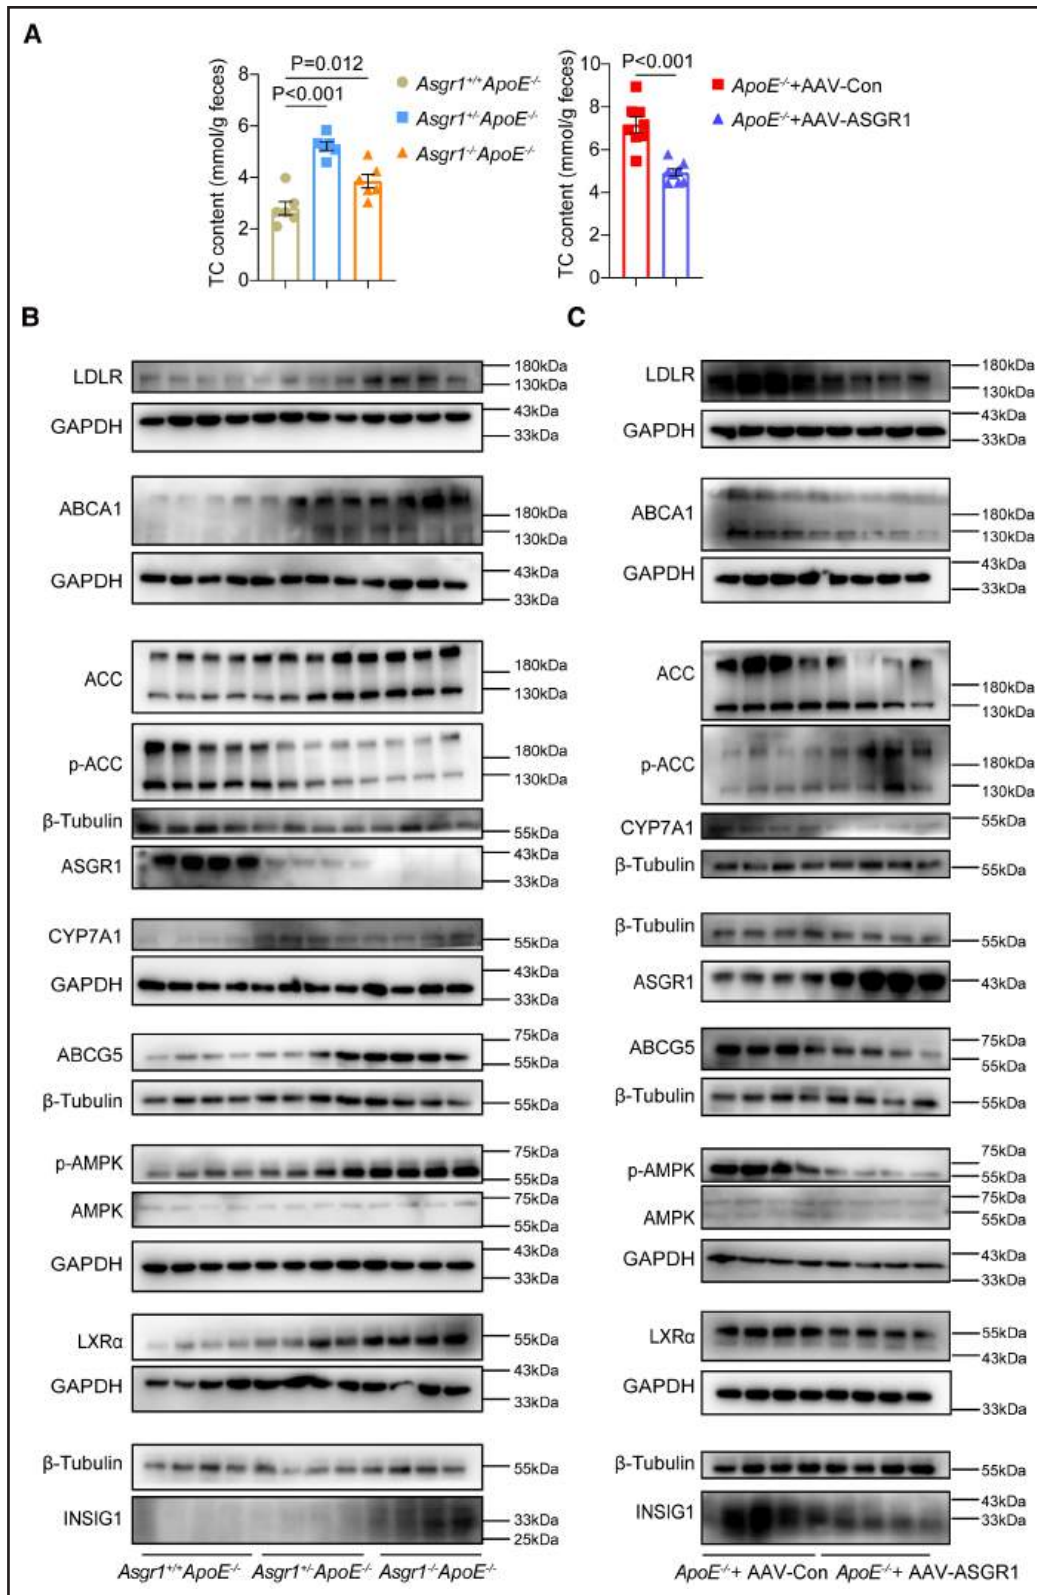 A
TC content (mmol/g feces)
8
6
4
2
0
P=0.012
P<0.001
Asgr1+/+ApoE-/-
Asgr1+/-ApoE-/-
Asgr1-/-ApoE-/-
TC content (mmol/g feces)
10
8
6
4
2
0
P<0.001
ApoE-/-+AAV-Con
ApoE-/-+AAV-ASGR1
B
LDLR
180kDa
130kDa
GAPDH
43kDa
33kDa
ABCA1
180kDa
130kDa
GAPDH
43kDa
33kDa
ACC
180kDa
130kDa
p-ACC
180kDa
130kDa
β-Tubulin
55kDa
ASGR1
43kDa
33kDa
CYP7A1
55kDa
GAPDH
43kDa
33kDa
ABCG5
75kDa
55kDa
β-Tubulin
55kDa
p-AMPK
75kDa
55kDa
AMPK
75kDa
55kDa
GAPDH
43kDa
33kDa
LXRα
55kDa
GAPDH
43kDa
33kDa
β-Tubulin
55kDa
INSIG1
33kDa
25kDa
Asgr1+/+ApoE-/- Asgr1+/-ApoE-/- Asgr1-/-ApoE-/-
C
LDLR
180kDa
130kDa
GAPDH
43kDa
33kDa
ABCA1
180kDa
130kDa
GAPDH
43kDa
33kDa
ACC
180kDa
130kDa
p-ACC
180kDa
130kDa
CYP7A1
55kDa
β-Tubulin
55kDa
β-Tubulin
55kDa
ASGR1
43kDa
ABCG5
75kDa
55kDa
β-Tubulin
55kDa
p-AMPK
75kDa
55kDa
AMPK
75kDa
55kDa
GAPDH
43kDa
33kDa
LXRα
55kDa
43kDa
GAPDH
33kDa
β-Tubulin
55kDa
INSIG1
43kDa
33kDa
ApoE-/-+ AAV-Con ApoE-/-+ AAV-ASGR1